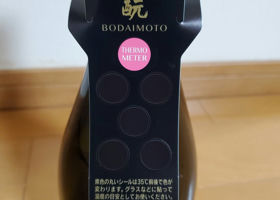 酛
BODAIMOTO
THERMO
METER
黒色の丸いシールは35℃前後で色が
変わります。グラスなどに貼って
温度の目安としてお使いください。